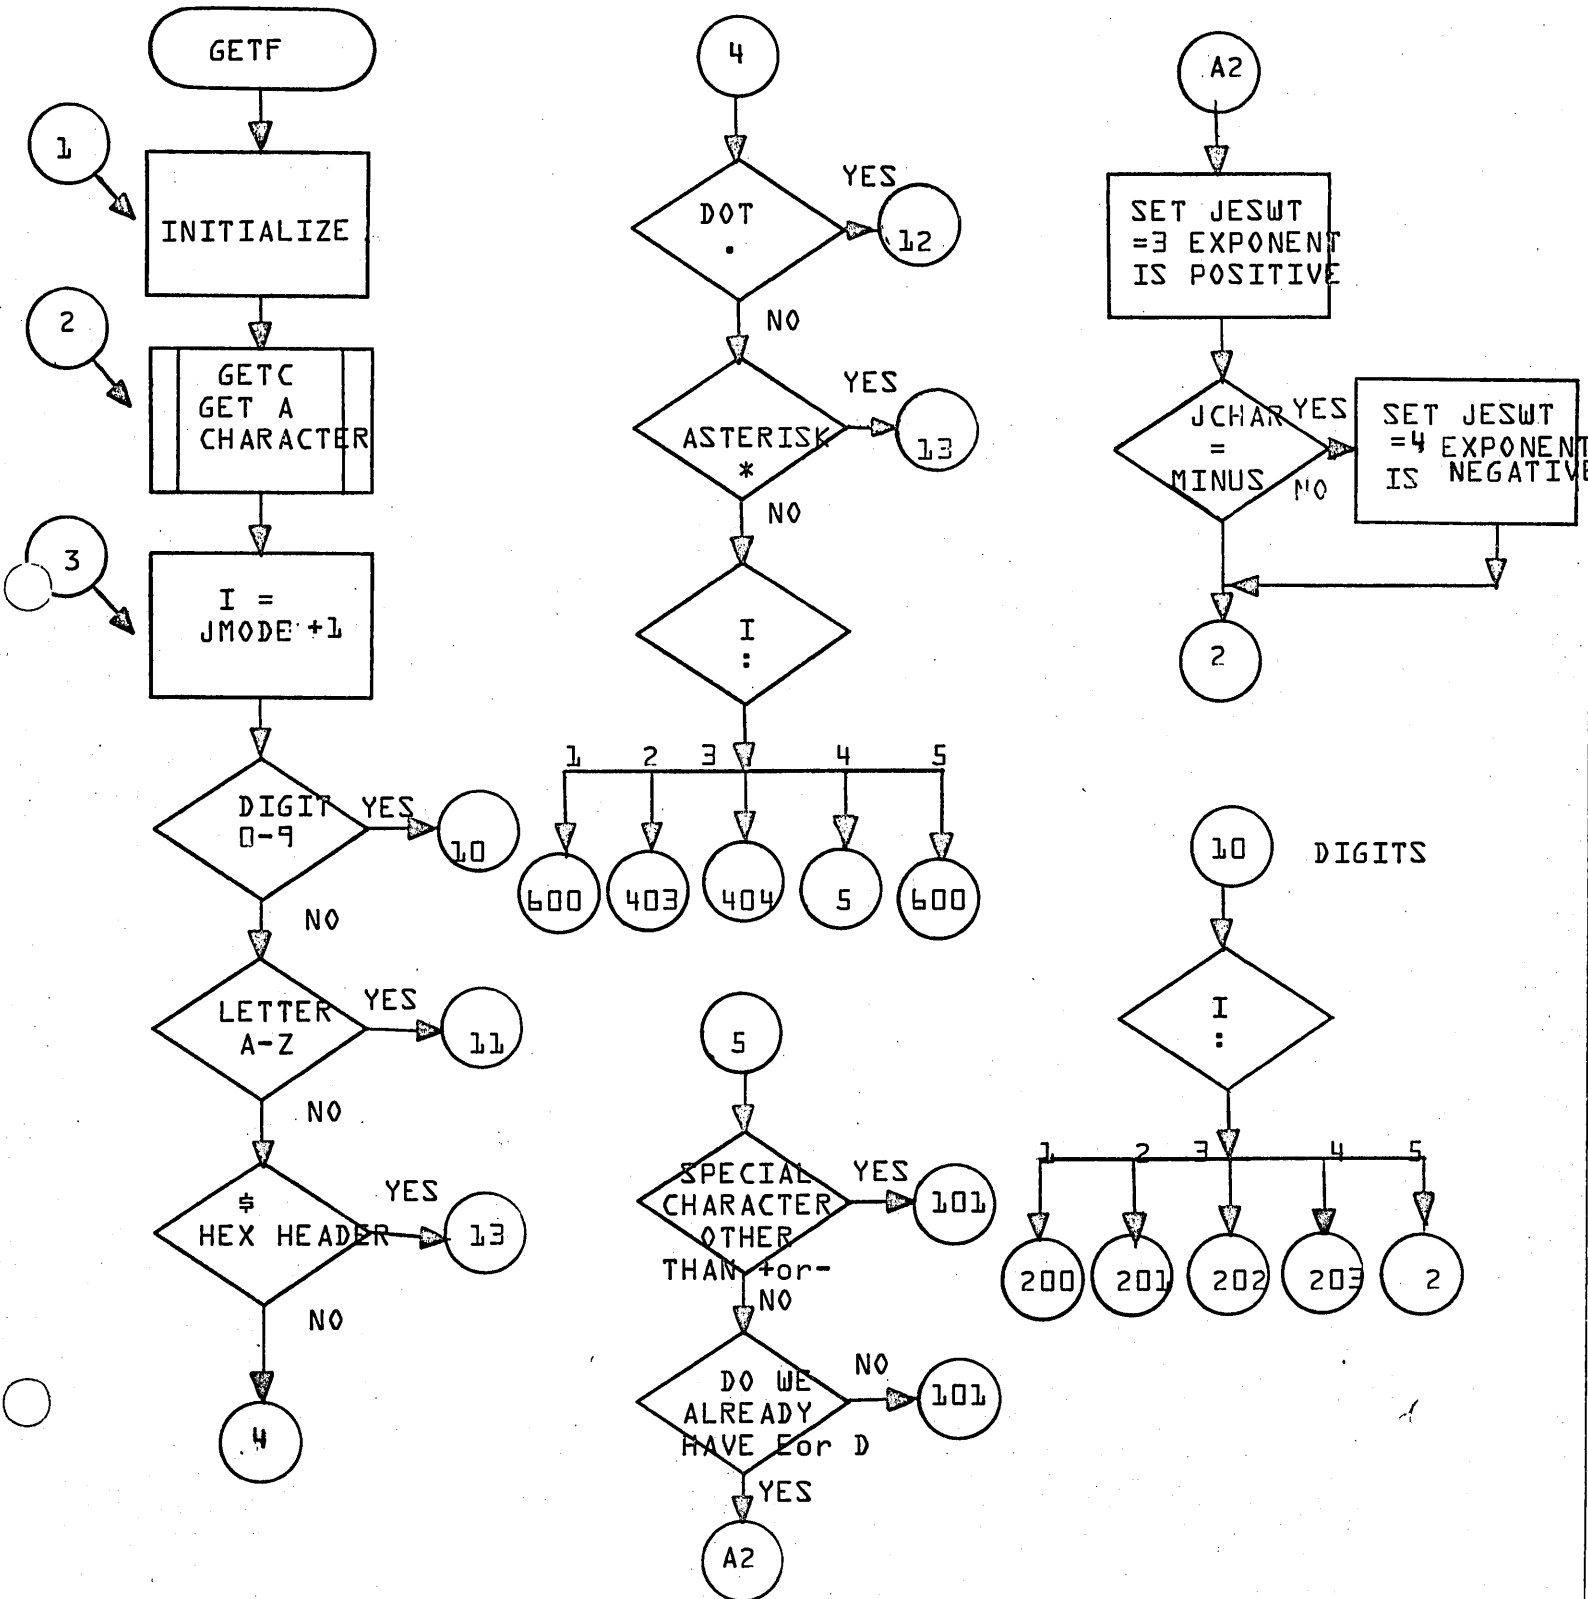 GETF
1
INITIALIZE
2
GETC
GET A
CHARACTER
3
I =
JMODE +1
DIGIT
0-9
YES
10
NO
LETTER
A-Z
YES
11
NO
$
HEX HEADER
YES
13
NO
4
4
DOT
.
YES
12
NO
ASTERISK
*
YES
13
NO
I
:
1 2 3 4 5
600 403 404 5 600
5
SPECIAL
CHARACTER
OTHER
THAN +or-
YES
101
NO
DO WE
ALREADY
HAVE Eor D
NO
101
YES
A2
A2
SET JESWT
=3 EXPONENT
IS POSITIVE
JCHAR
=
MINUS
YES
NO
SET JESWT
=4 EXPONENT
IS NEGATIVE
2
10 DIGITS
I
:
1 2 3 4 5
200 201 202 203 2